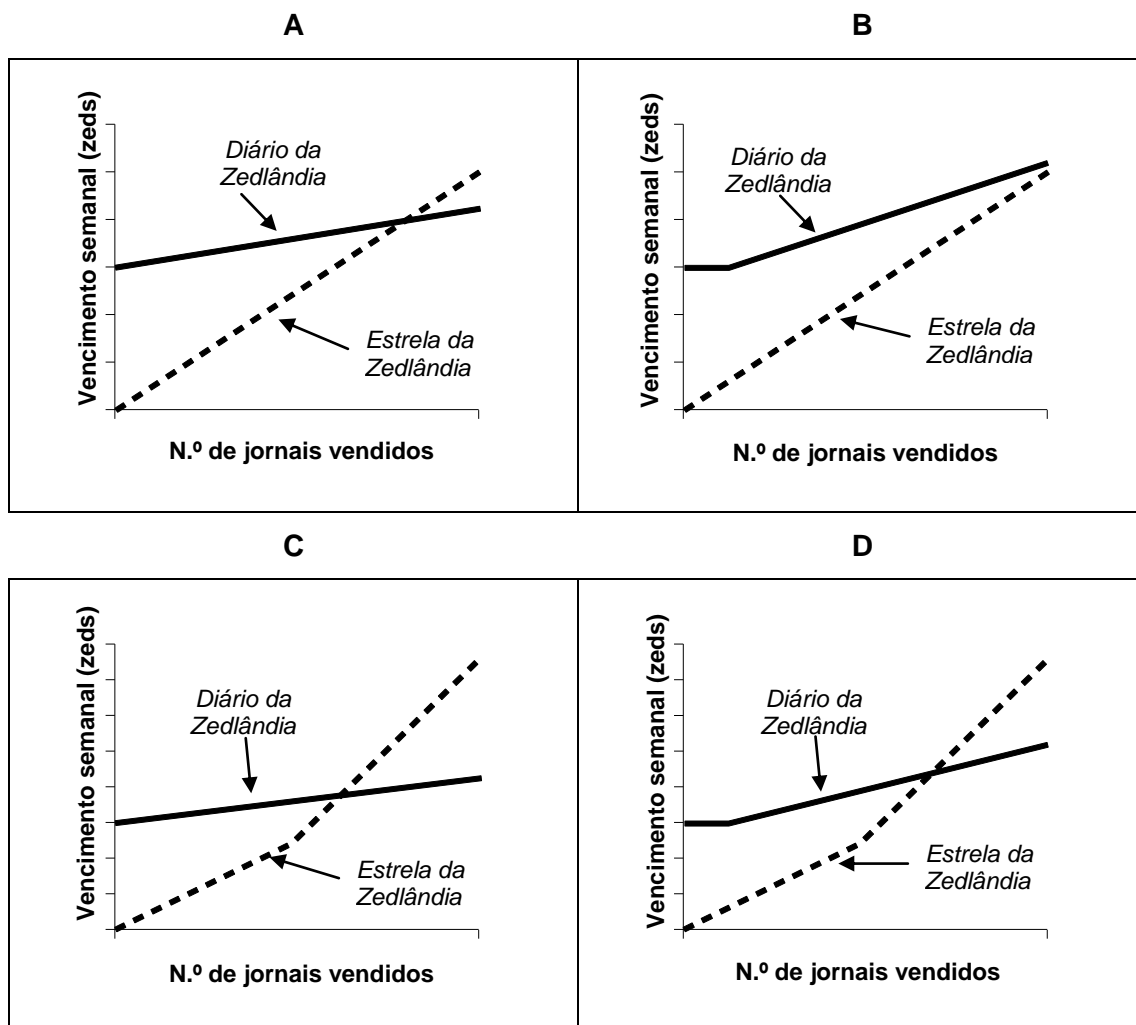 A
Vencimento semanal (zeds)
Diário da
Zedlândia
Estrela da
Zedlândia
N.º de jornais vendidos
B
Vencimento semanal (zeds)
Diário da
Zedlândia
Estrela da
Zedlândia
N.º de jornais vendidos
C
Vencimento semanal (zeds)
Diário da
Zedlândia
Estrela da
Zedlândia
N.º de jornais vendidos
D
Vencimento semanal (zeds)
Diário da
Zedlândia
Estrela da
Zedlândia
N.º de jornais vendidos